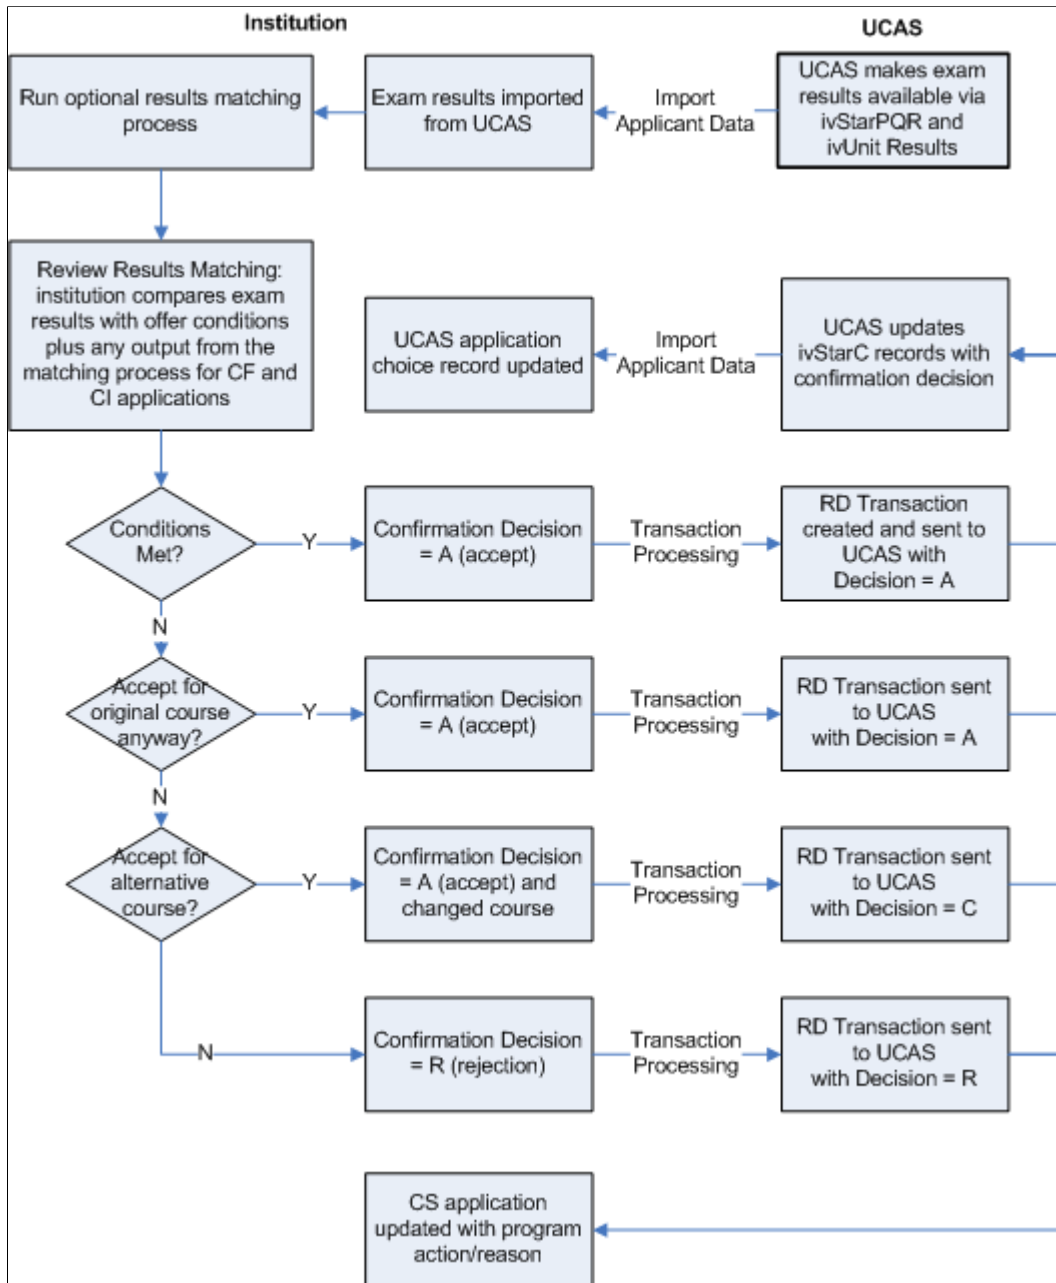 Institution
UCAS
Run optional results matching
process
Exam results imported
from UCAS
Import
Applicant Data
UCAS makes exam
results available via
ivStarPQR and
ivUnit Results
Review Results Matching:
institution compares exam
results with offer conditions
plus any output from the
matching process for CF and
CI applications
UCAS application
choice record updated
Import
Applicant Data
UCAS updates
ivStarC records with
confirmation decision
Conditions
Met?
Y
Confirmation Decision
= A (accept)
Transaction
Processing
RD Transaction
created and sent to
UCAS with
Decision = A
N
Accept for
original course
anyway?
Y
Confirmation Decision
= A (accept)
Transaction
Processing
RD Transaction sent
to UCAS
with Decision = A
N
Accept for
alternative
course?
Y
Confirmation Decision
= A (accept) and
changed course
Transaction
Processing
RD Transaction sent
to UCAS
with Decision = C
N
Confirmation Decision
= R (rejection)
Transaction
Processing
RD Transaction sent
to UCAS
with Decision = R
CS application
updated with program
action/reason